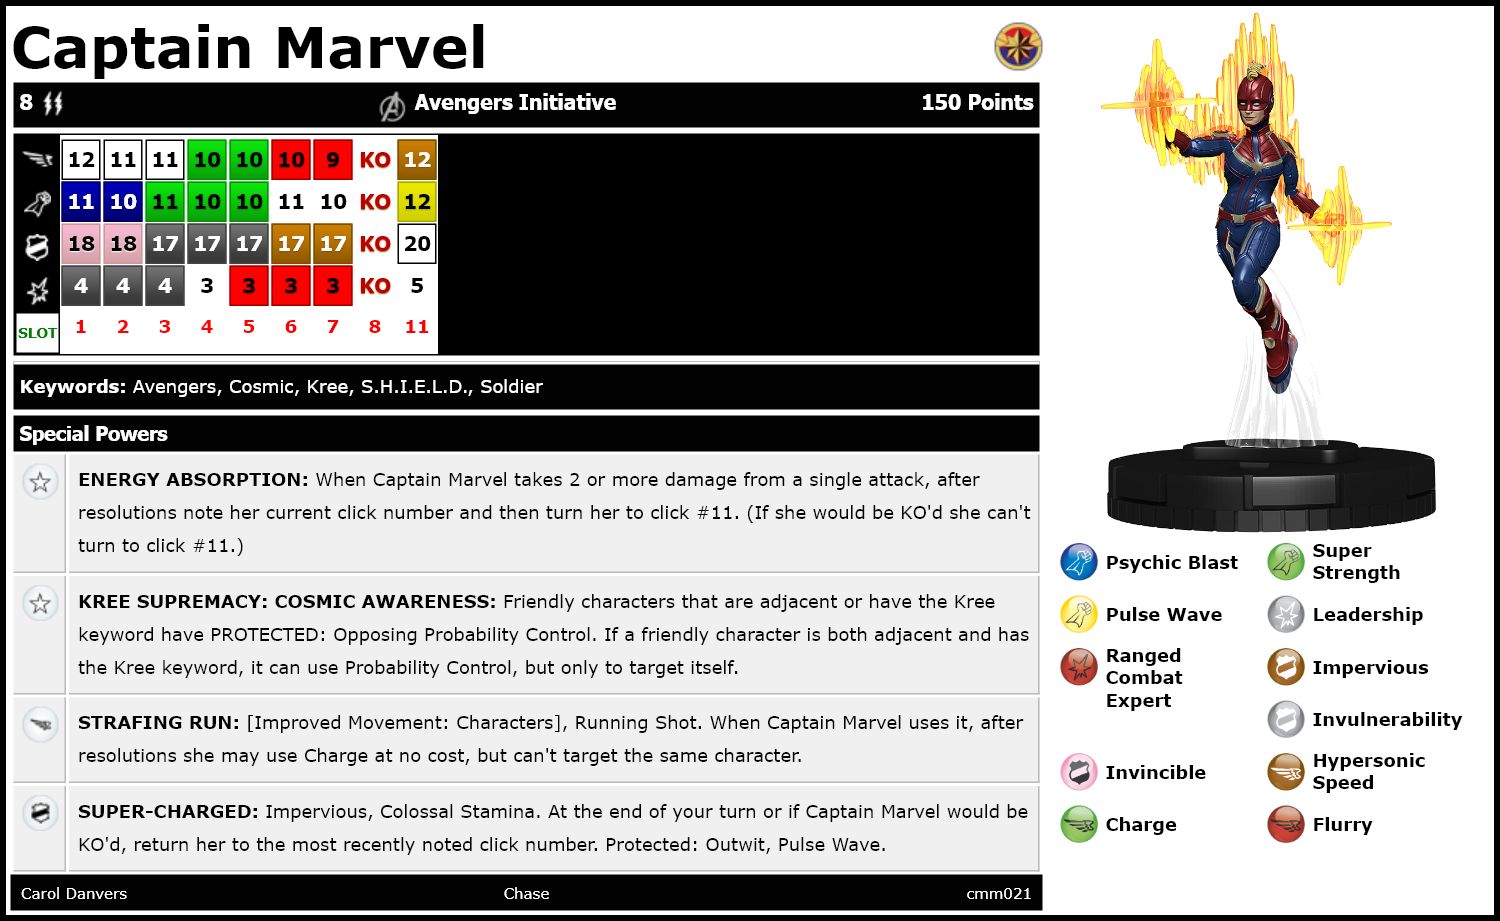 Captain Marvel
8 Avengers Initiative 150 Points
12 11 11 10 10 10 9 KO 12
11 10 11 10 10 11 10 KO 12
18 18 17 17 17 17 17 KO 20
4 4 4 3 3 3 3 KO 5
SLOT 1 2 3 4 5 6 7 8 11
Keywords: Avengers, Cosmic, Kree, S.H.I.E.L.D., Soldier
Special Powers
ENERGY ABSORPTION: When Captain Marvel takes 2 or more damage from a single attack, after
resolutions note her current click number and then turn her to click #11. (If she would be KO'd she can't
turn to click #11.)
KREE SUPREMACY: COSMIC AWARENESS: Friendly characters that are adjacent or have the Kree
keyword have PROTECTED: Opposing Probability Control. If a friendly character is both adjacent and has
the Kree keyword, it can use Probability Control, but only to target itself.
STRAFING RUN: [Improved Movement: Characters], Running Shot. When Captain Marvel uses it, after
resolutions she may use Charge at no cost, but can't target the same character.
SUPER-CHARGED: Impervious, Colossal Stamina. At the end of your turn or if Captain Marvel would be
KO'd, return her to the most recently noted click number. Protected: Outwit, Pulse Wave.
Carol Danvers Chase cmm021
Psychic Blast
Super
Strength
Pulse Wave
Leadership
Ranged
Combat
Expert
Impervious
Invulnerability
Invincible
Hypersonic
Speed
Charge
Flurry